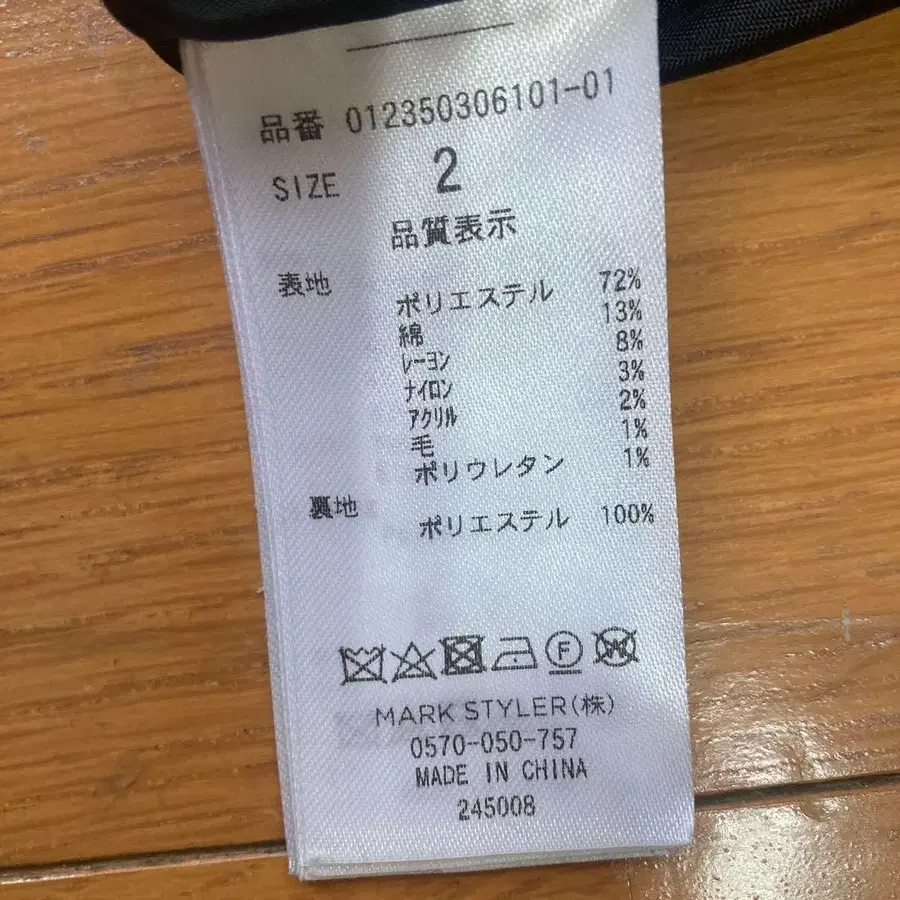 品番 012350306101-01
SIZE 2
品質表示
表地 ポリエステル 72%
綿 13%
レーヨン 8%
ナイロン 3%
アクリル 2%
毛 1%
ポリウレタン 1%
裏地 ポリエステル 100%
F W
MARK STYLER(株)
0570-050-757
MADE IN CHINA
245008